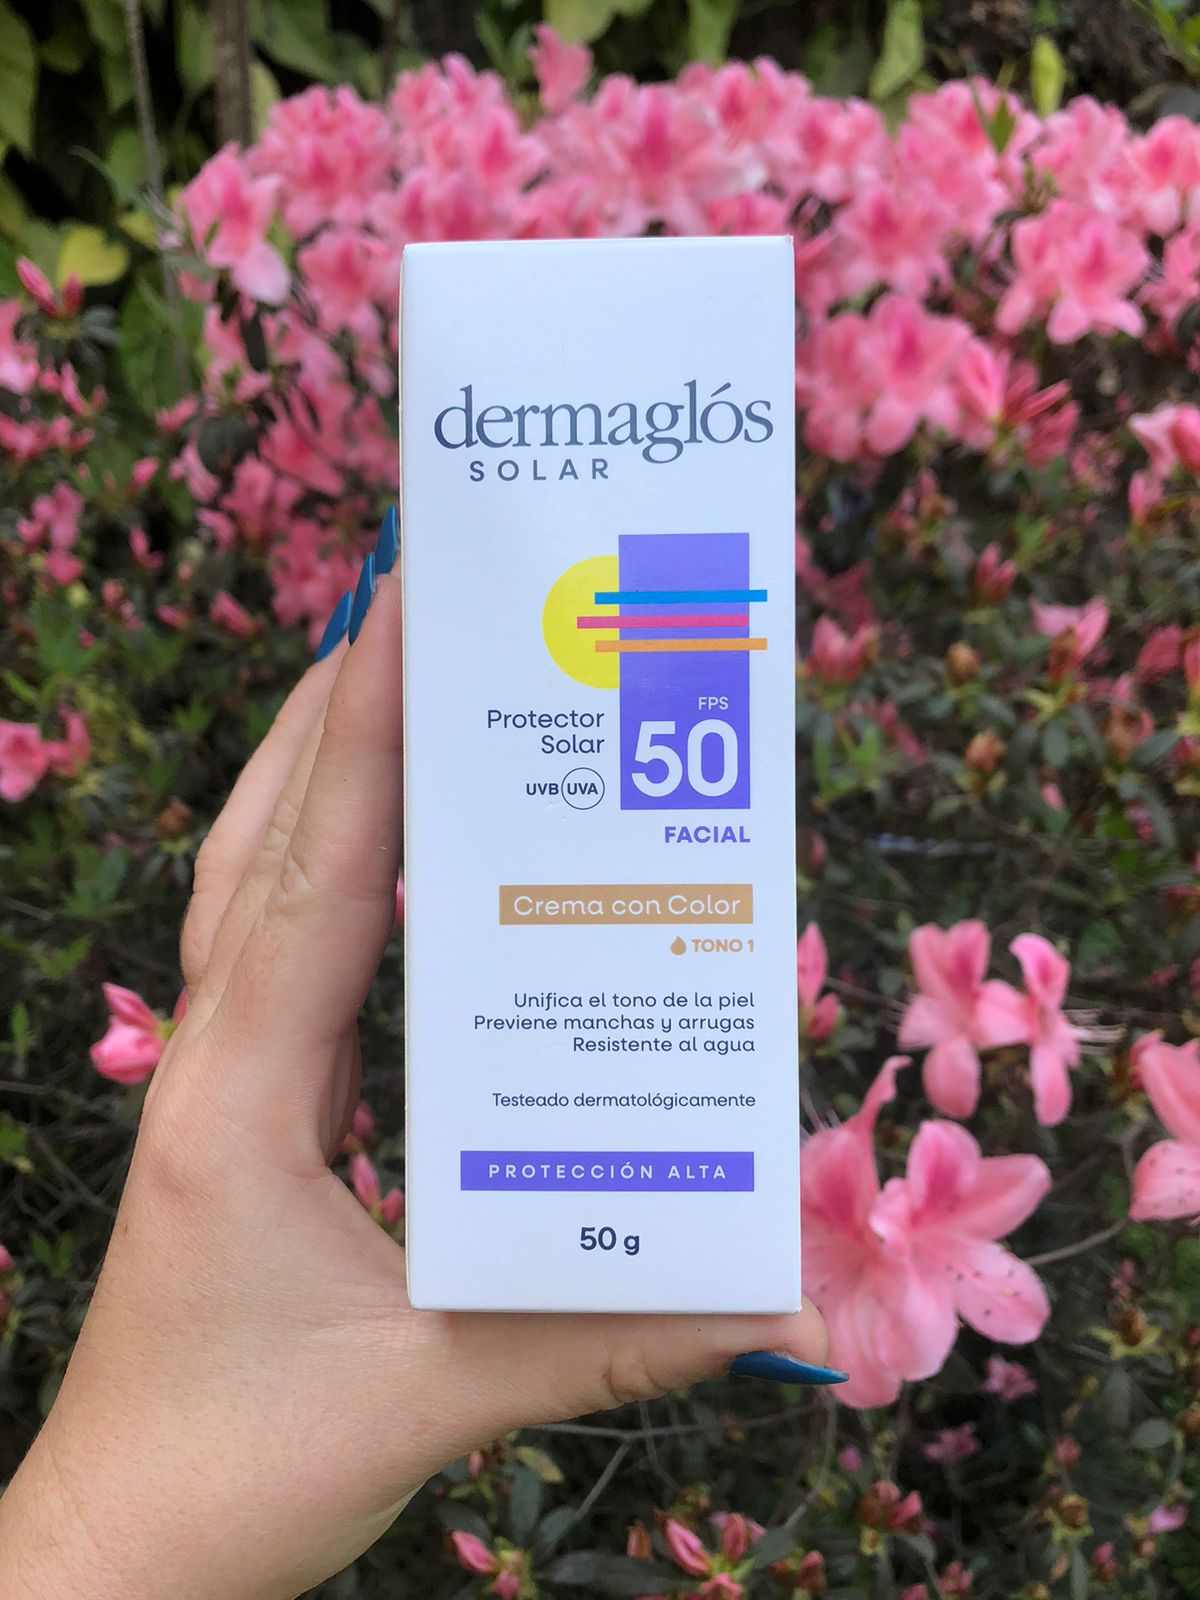 dermaglós
SOLAR
FPS
50
Protector
Solar
UVB UVA
FACIAL
Crema con Color
TONO 1
Unifica el tono de la piel
Previene manchas y arrugas
Resistente al agua
Testeado dermatológicamente
PROTECCIÓN ALTA
50 g